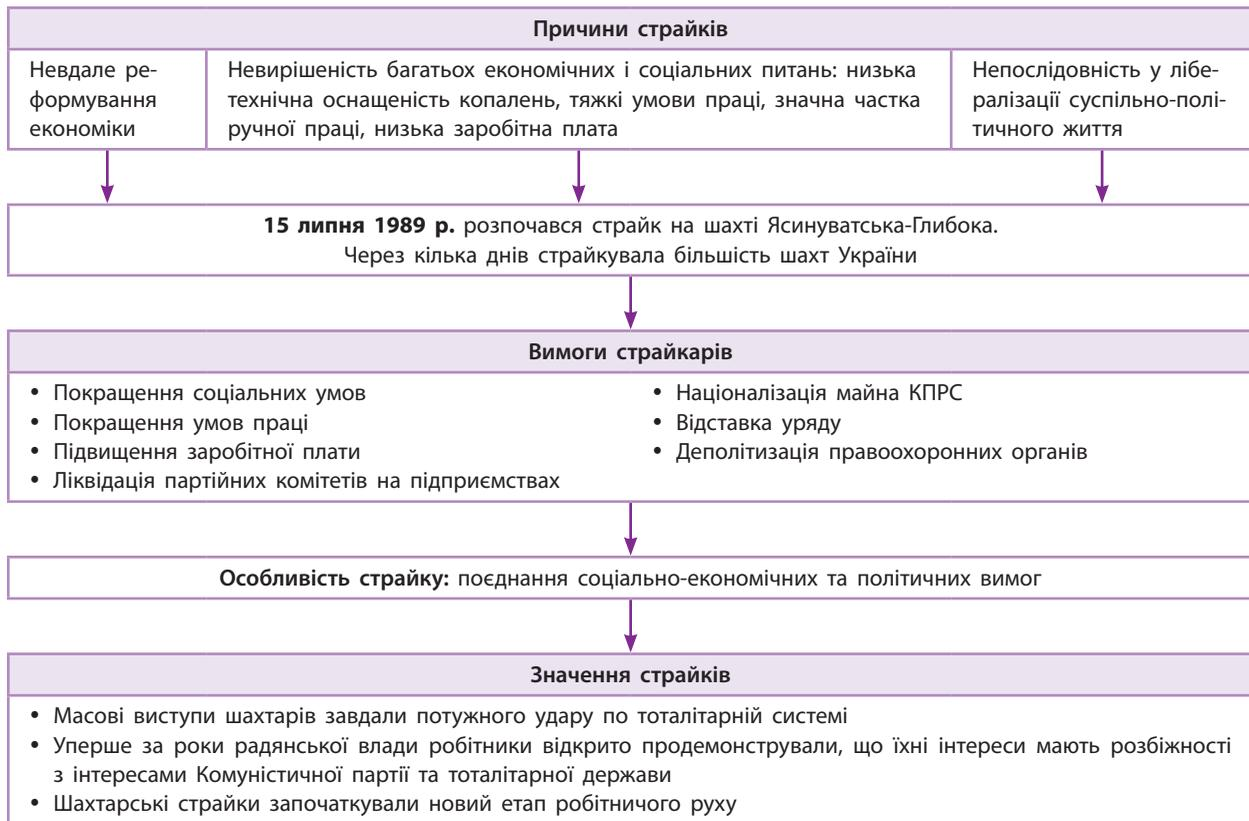 Причини страйків
Невдале ре-
формування
економіки
Невирішеність багатьох економічних і соціальних питань: низька
технічна оснащеність копалень, тяжкі умови праці, значна частка
ручної праці, низька заробітна плата
Непослідовність у лібе-
ралізації суспільно-полі-
тичного життя
15 липня 1989 р. розпочався страйк на шахті Ясинуватська-Глибока.
Через кілька днів страйкувала більшість шахт України
Вимоги страйкарів
• Покращення соціальних умов
• Покращення умов праці
• Підвищення заробітної плати
• Ліквідація партійних комітетів на підприємствах
• Націоналізація майна КПРС
• Відставка уряду
• Деполітизація правоохоронних органів
Особливість страйку: поєднання соціально-економічних та політичних вимог
Значення страйків
• Масові виступи шахтарів завдали потужного удару по тоталітарній системі
• Уперше за роки радянської влади робітники відкрито продемонстрували, що їхні інтереси мають розбіжності
з інтересами Комуністичної партії та тоталітарної держави
• Шахтарські страйки започаткували новий етап робітничого руху